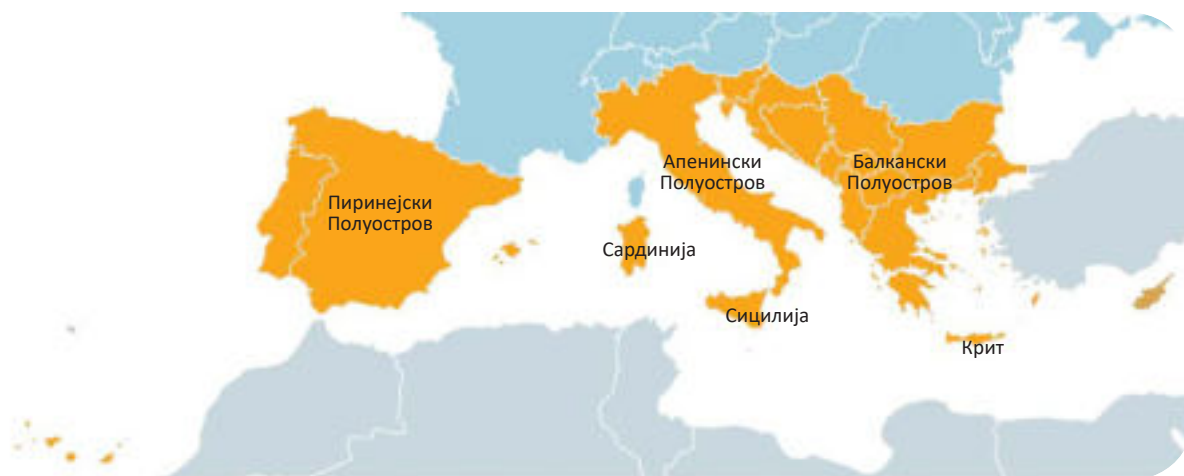 Апенински
Полуостров
Балкански
Полуостров
Пиринејски
Полуостров
Сардинија
Сицилија
Крит